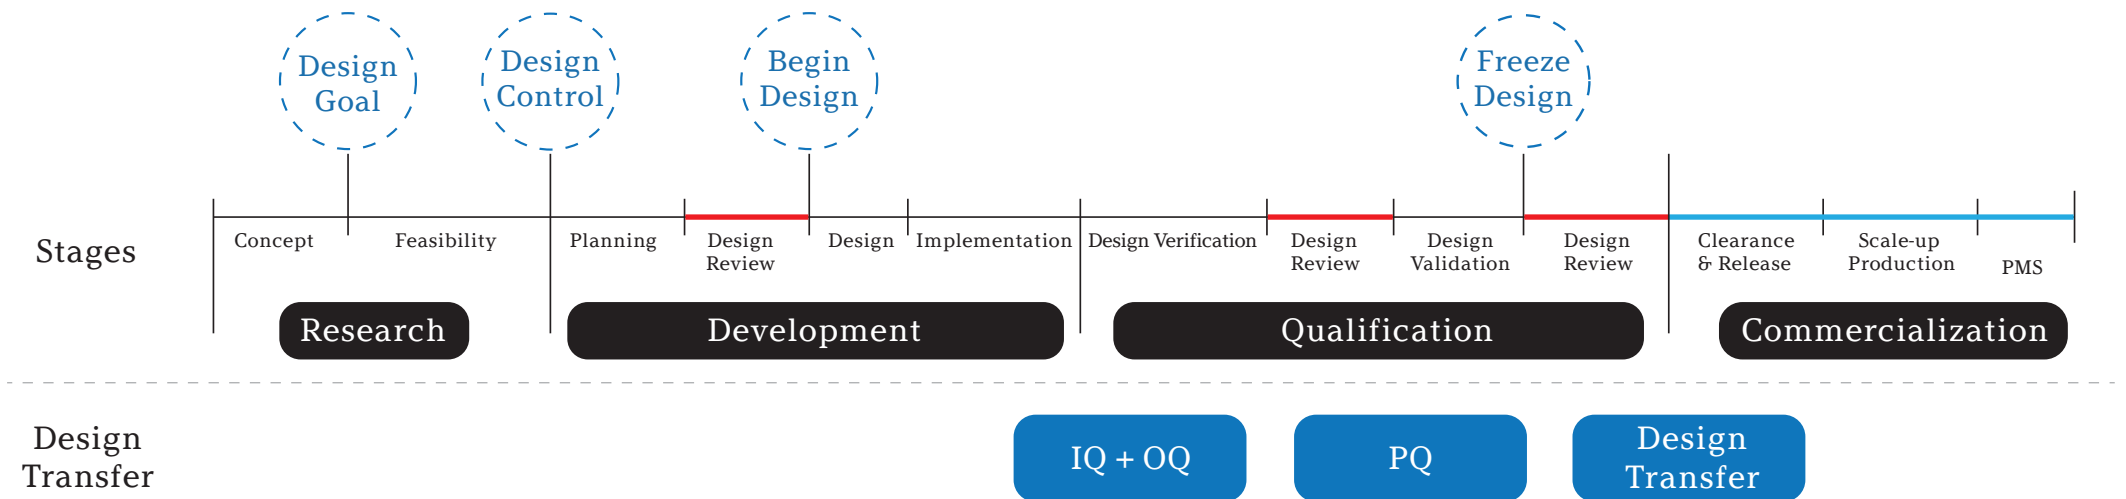 Design
Goal
Design
Control
Begin
Design
Freeze
Design
Stages
Concept
Feasibility
Planning
Design
Review
Design
Implementation
Design Verification
Design
Review
Design
Validation
Design
Review
Clearance
& Release
Scale-up
Production
PMS
Research
Development
Qualification
Commercialization
Design
Transfer
IQ + OQ
PQ
Design
Transfer